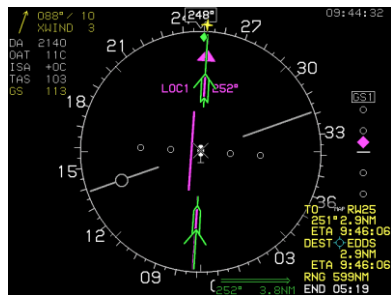 088°/ 10
XWIND 3
DA 2140
OAT 11C
ISA +0C
TAS 103
GS 113
248°
09:44:32
24
27
30
33
36
03
06
09
12
15
21
LOC1
252°
GS1
TO MAP RW25
251° 2.9NM
ETA 9:46:06
DEST EDDS
2.9NM
ETA 9:46:06
RNG 599NM
END 05:19
252° 3.8NM